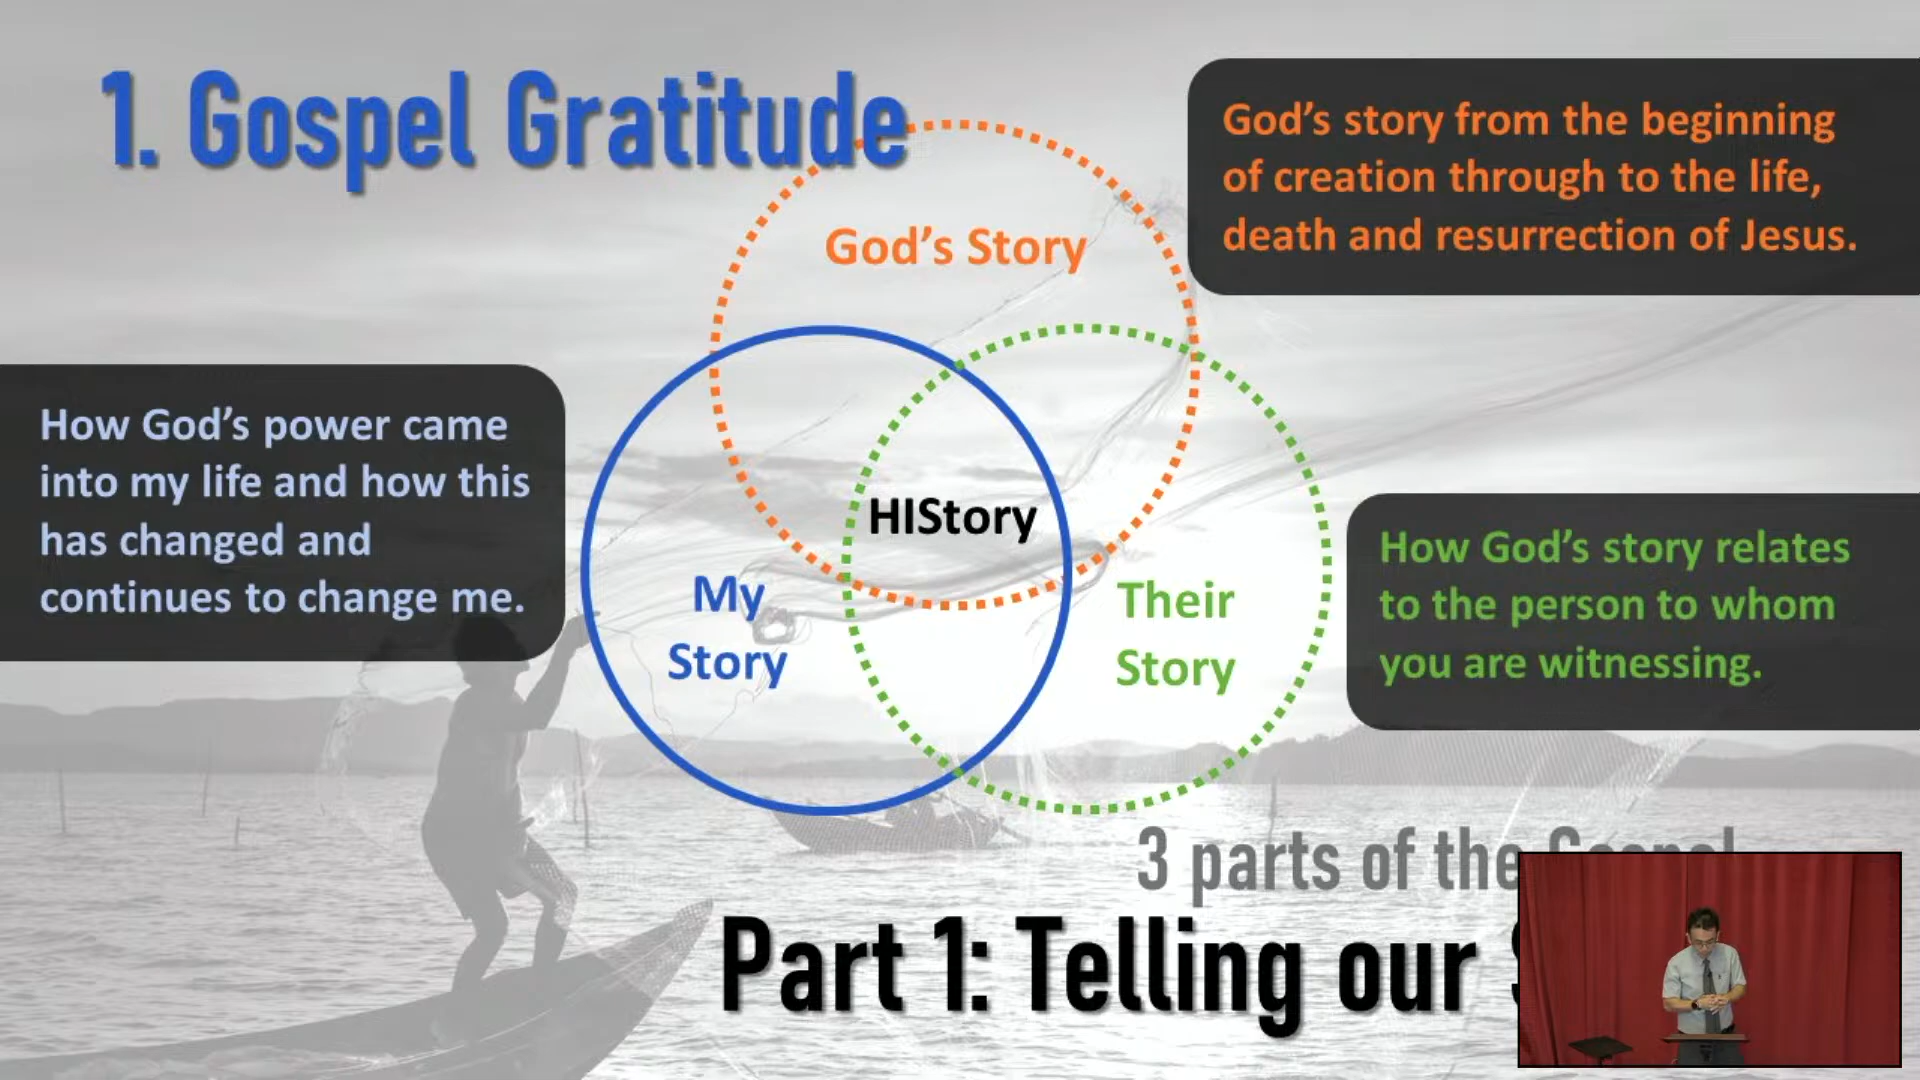 1. Gospel Gratitude
God's story from the beginning
of creation through to the life,
death and resurrection of Jesus.
God's Story
How God's power came
into my life and how this
has changed and
continues to change me.
HIStory
My
Story
Their
Story
How God's story relates
to the person to whom
you are witnessing.
3 parts of the Gospel
Part 1: Telling our